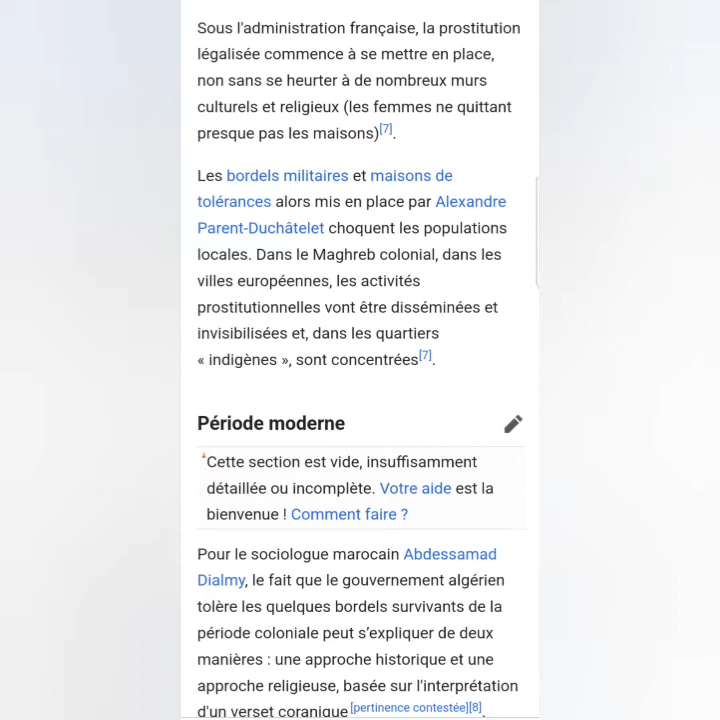 Sous l'administration française, la prostitution
légalisée commence à se mettre en place,
non sans se heurter à de nombreux murs
culturels et religieux (les femmes ne quittant
presque pas les maisons)[7].
Les bordels militaires et maisons de
tolérances alors mis en place par Alexandre
Parent-Duchâtelet choquent les populations
locales. Dans le Maghreb colonial, dans les
villes européennes, les activités
prostitutionnelles vont être disséminées et
invisibilisées et, dans les quartiers
« indigènes », sont concentrées[7].
Période moderne
Cette section est vide, insuffisamment
détaillée ou incomplète. Votre aide est la
bienvenue ! Comment faire ?
Pour le sociologue marocain Abdessamad
Dialmy, le fait que le gouvernement algérien
tolère les quelques bordels survivants de la
période coloniale peut s’expliquer de deux
manières : une approche historique et une
approche religieuse, basée sur l'interprétation
d'un verset coranique[pertinence contestée][8].